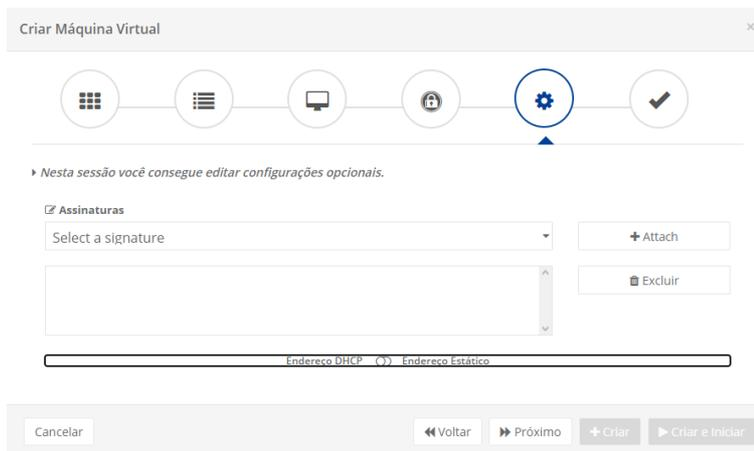 Criar Máquina Virtual
×
Nesta sessão você consegue editar configurações opcionais.
Assinaturas
Select a signature
Attach
Excluir
Endereço DHCP Endereço Estático
Cancelar Voltar Próximo Criar Criar e Iniciar